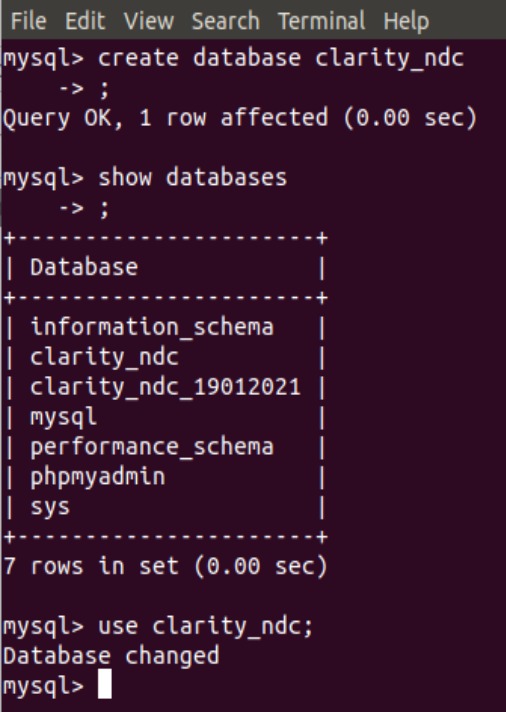 File Edit View Search Terminal Help
mysql> create database clarity_ndc
    -> ;
Query OK, 1 row affected (0.00 sec)

mysql> show databases
    -> ;
+----------------------+
| Database             |
+----------------------+
| information_schema   |
| clarity_ndc          |
| clarity_ndc_19012021 |
| mysql                |
| performance_schema   |
| phpmyadmin           |
| sys                  |
+----------------------+
7 rows in set (0.00 sec)

mysql> use clarity_ndc;
Database changed
mysql>